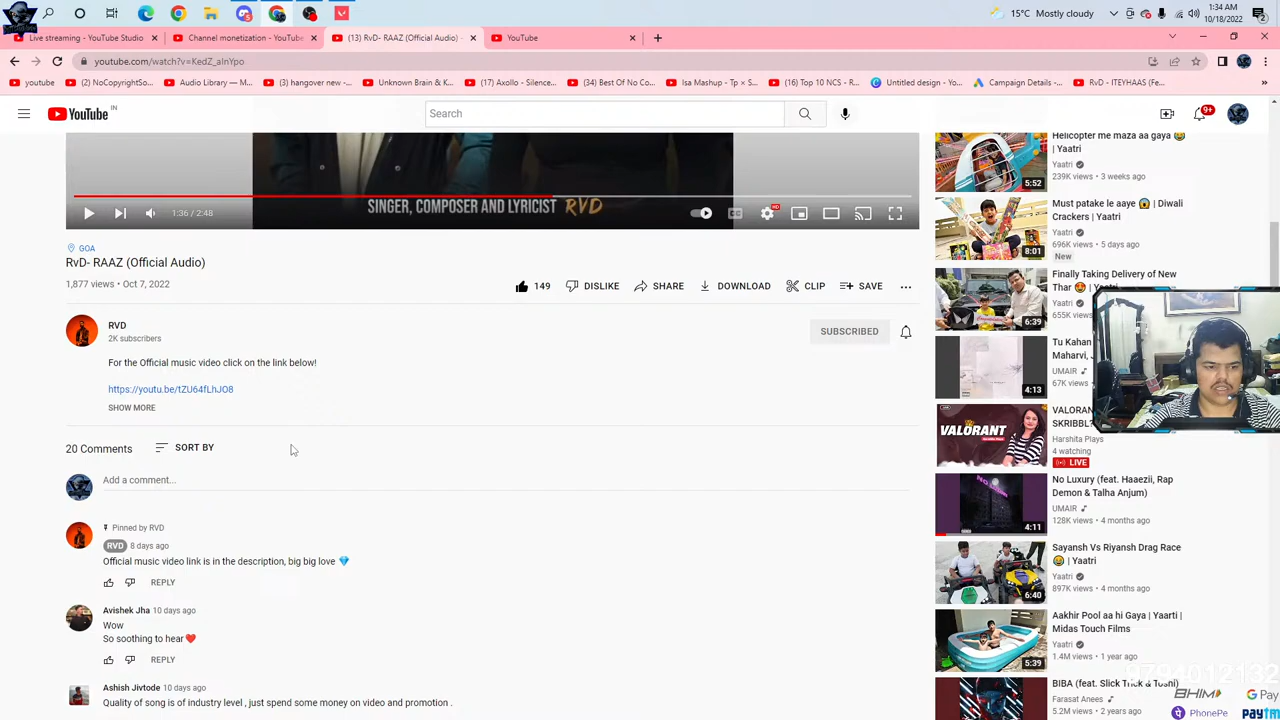 1:34 AM
15°C Mostly cloudy
10/18/2022
Live streaming - YouTube Studio
Channel monetization - YouTube
(13) RvD- RAAZ (Official Audio) -
YouTube
youtube.com/watch?v=KedZ_aInYpo
youtube
(2) NoCopyrightSo...
Audio Library — M...
(3) hangover new -...
Unknown Brain & K...
(17) Axollo - Silence...
(34) Best Of No Co...
Isa Mashup - Tp × S...
(16) Top 10 NCS - R...
Untitled design - Yo...
Campaign Details -...
RvD - ITEYHAAS (Of...
YouTube IN
Search
9+
SINGER, COMPOSER AND LYRICIST RVD
1:36 / 2:48
HD
GOA
RvD- RAAZ (Official Audio)
1,877 views • Oct 7, 2022
149
DISLIKE
SHARE
DOWNLOAD
CLIP
SAVE
RVD
2K subscribers
SUBSCRIBED
For the Official music video click on the link below!
https://youtu.be/tZU64fLhJO8
SHOW MORE
20 Comments
SORT BY
Add a comment...
Pinned by RVD
RVD 8 days ago
Official music video link is in the description, big big love 💎
REPLY
Avishek Jha 10 days ago
Wow
So soothing to hear❤️
REPLY
Ashish Jivtode 10 days ago
Quality of song is of industry level , just spend some money on video and promotion .
Helicopter me maza aa gaya 😂
| Yaatri
Yaatri
239K views • 3 weeks ago
5:52
Must patake le aaye 😱 | Diwali
Crackers | Yaatri
Yaatri
696K views • 5 days ago
New
8:01
Finally Taking Delivery of New
Thar 😍 |
Yaatri
655K
6:39
Tu Kahan
Maharvi,
UMAIR
67K views
4:13
VALORANT
VALORAN
SKRIBBL?
Harshita Plays
4 watching
LIVE
No Luxury (feat. Haaezii, Rap
Demon & Talha Anjum)
UMAIR
128K views • 4 months ago
NO LUXURY
4:11
Sayansh Vs Riyansh Drag Race
😂 | Yaatri
Yaatri
897K views • 4 months ago
6:40
Aakhir Pool aa hi Gaya | Yaarti |
Midas Touch Films
Yaatri
1.4M views • 1 year ago
5:39
BIBA (feat. Slick Trick & Toshi)
Farasat Anees
5.2M views • 2 years ago
BHIM
G Pay
PhonePe
paytm